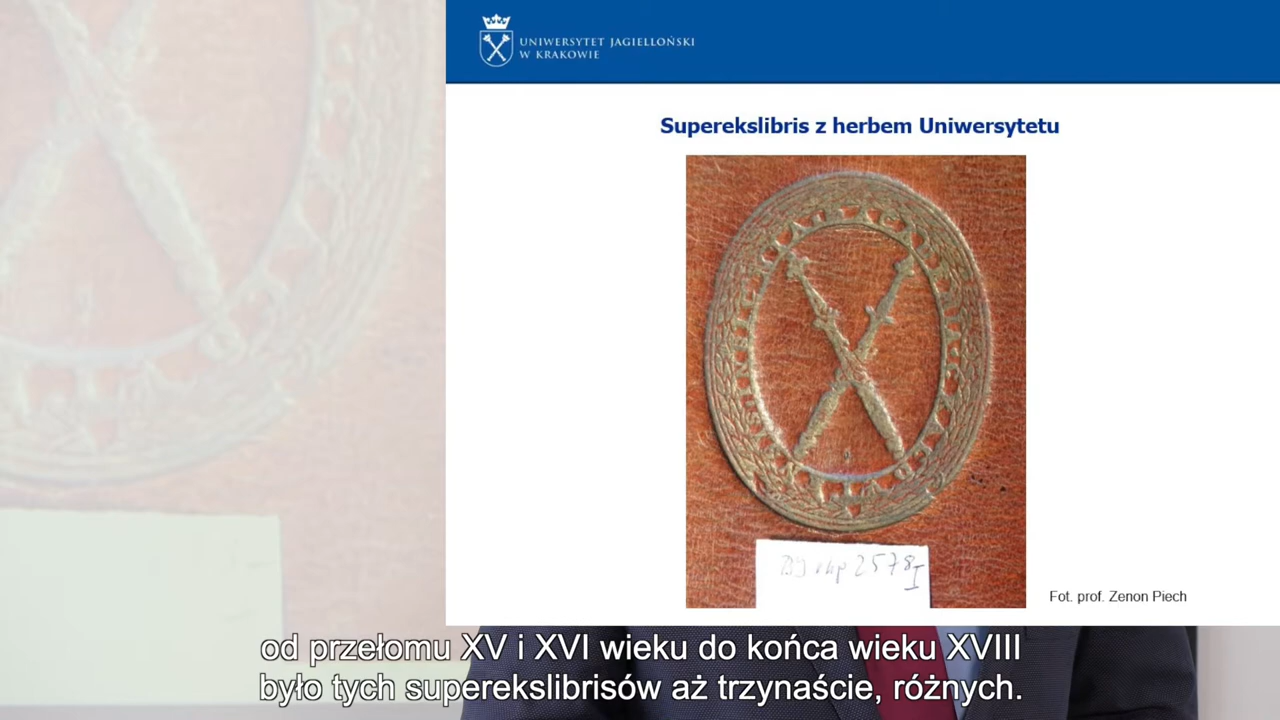 UNIWERSYTET JAGIELLOŃSKI
W KRAKOWIE
Superekslibris z herbem Uniwersytetu
2578
I
Fot. prof. Zenon Piech
od przełomu XV i XVI wieku do końca wieku XVIII
było tych superekslibrisów aż trzynaście, różnych.